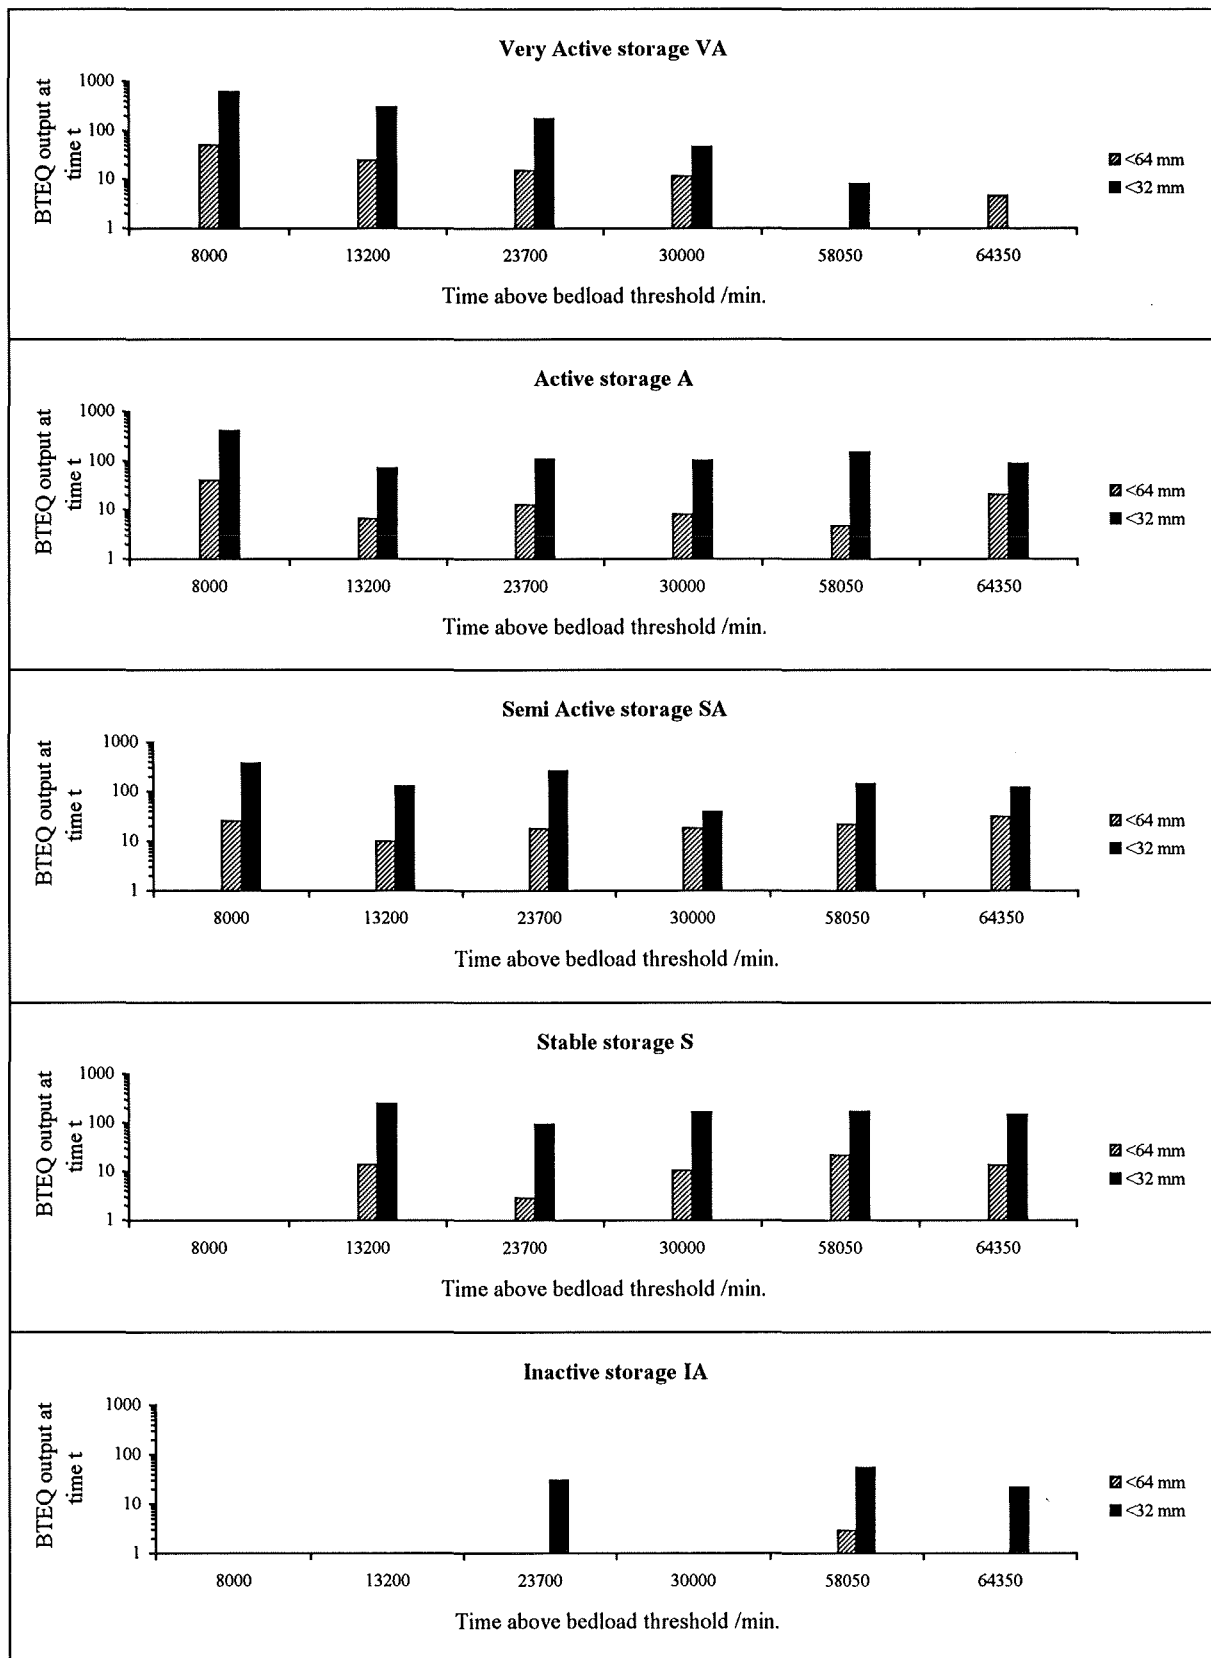 Very Active storage VA
BTEQ output at
time t
1000
100
10
1
8000 13200 23700 30000 58050 64350
Time above bedload threshold /min.
<64 mm
<32 mm
Active storage A
BTEQ output at
time t
1000
100
10
1
8000 13200 23700 30000 58050 64350
Time above bedload threshold /min.
<64 mm
<32 mm
Semi Active storage SA
BTEQ output at
time t
1000
100
10
1
8000 13200 23700 30000 58050 64350
Time above bedload threshold /min.
<64 mm
<32 mm
Stable storage S
BTEQ output at
time t
1000
100
10
1
8000 13200 23700 30000 58050 64350
Time above bedload threshold /min.
<64 mm
<32 mm
Inactive storage IA
BTEQ output at
time t
1000
100
10
1
8000 13200 23700 30000 58050 64350
Time above bedload threshold /min.
<64 mm
<32 mm